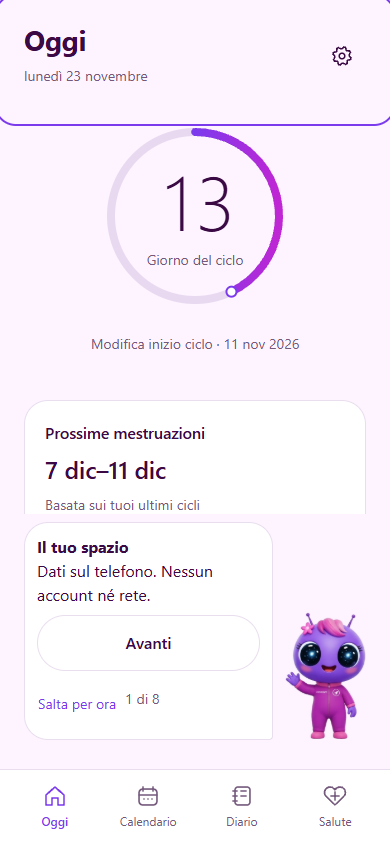 Oggi
lunedì 23 novembre
13
Giorno del ciclo
Modifica inizio ciclo · 11 nov 2026
Prossime mestruazioni
7 dic–11 dic
Basata sui tuoi ultimi cicli
Il tuo spazio
Dati sul telefono. Nessun
account né rete.
Avanti
Salta per ora 1 di 8
Oggi Calendario Diario Salute